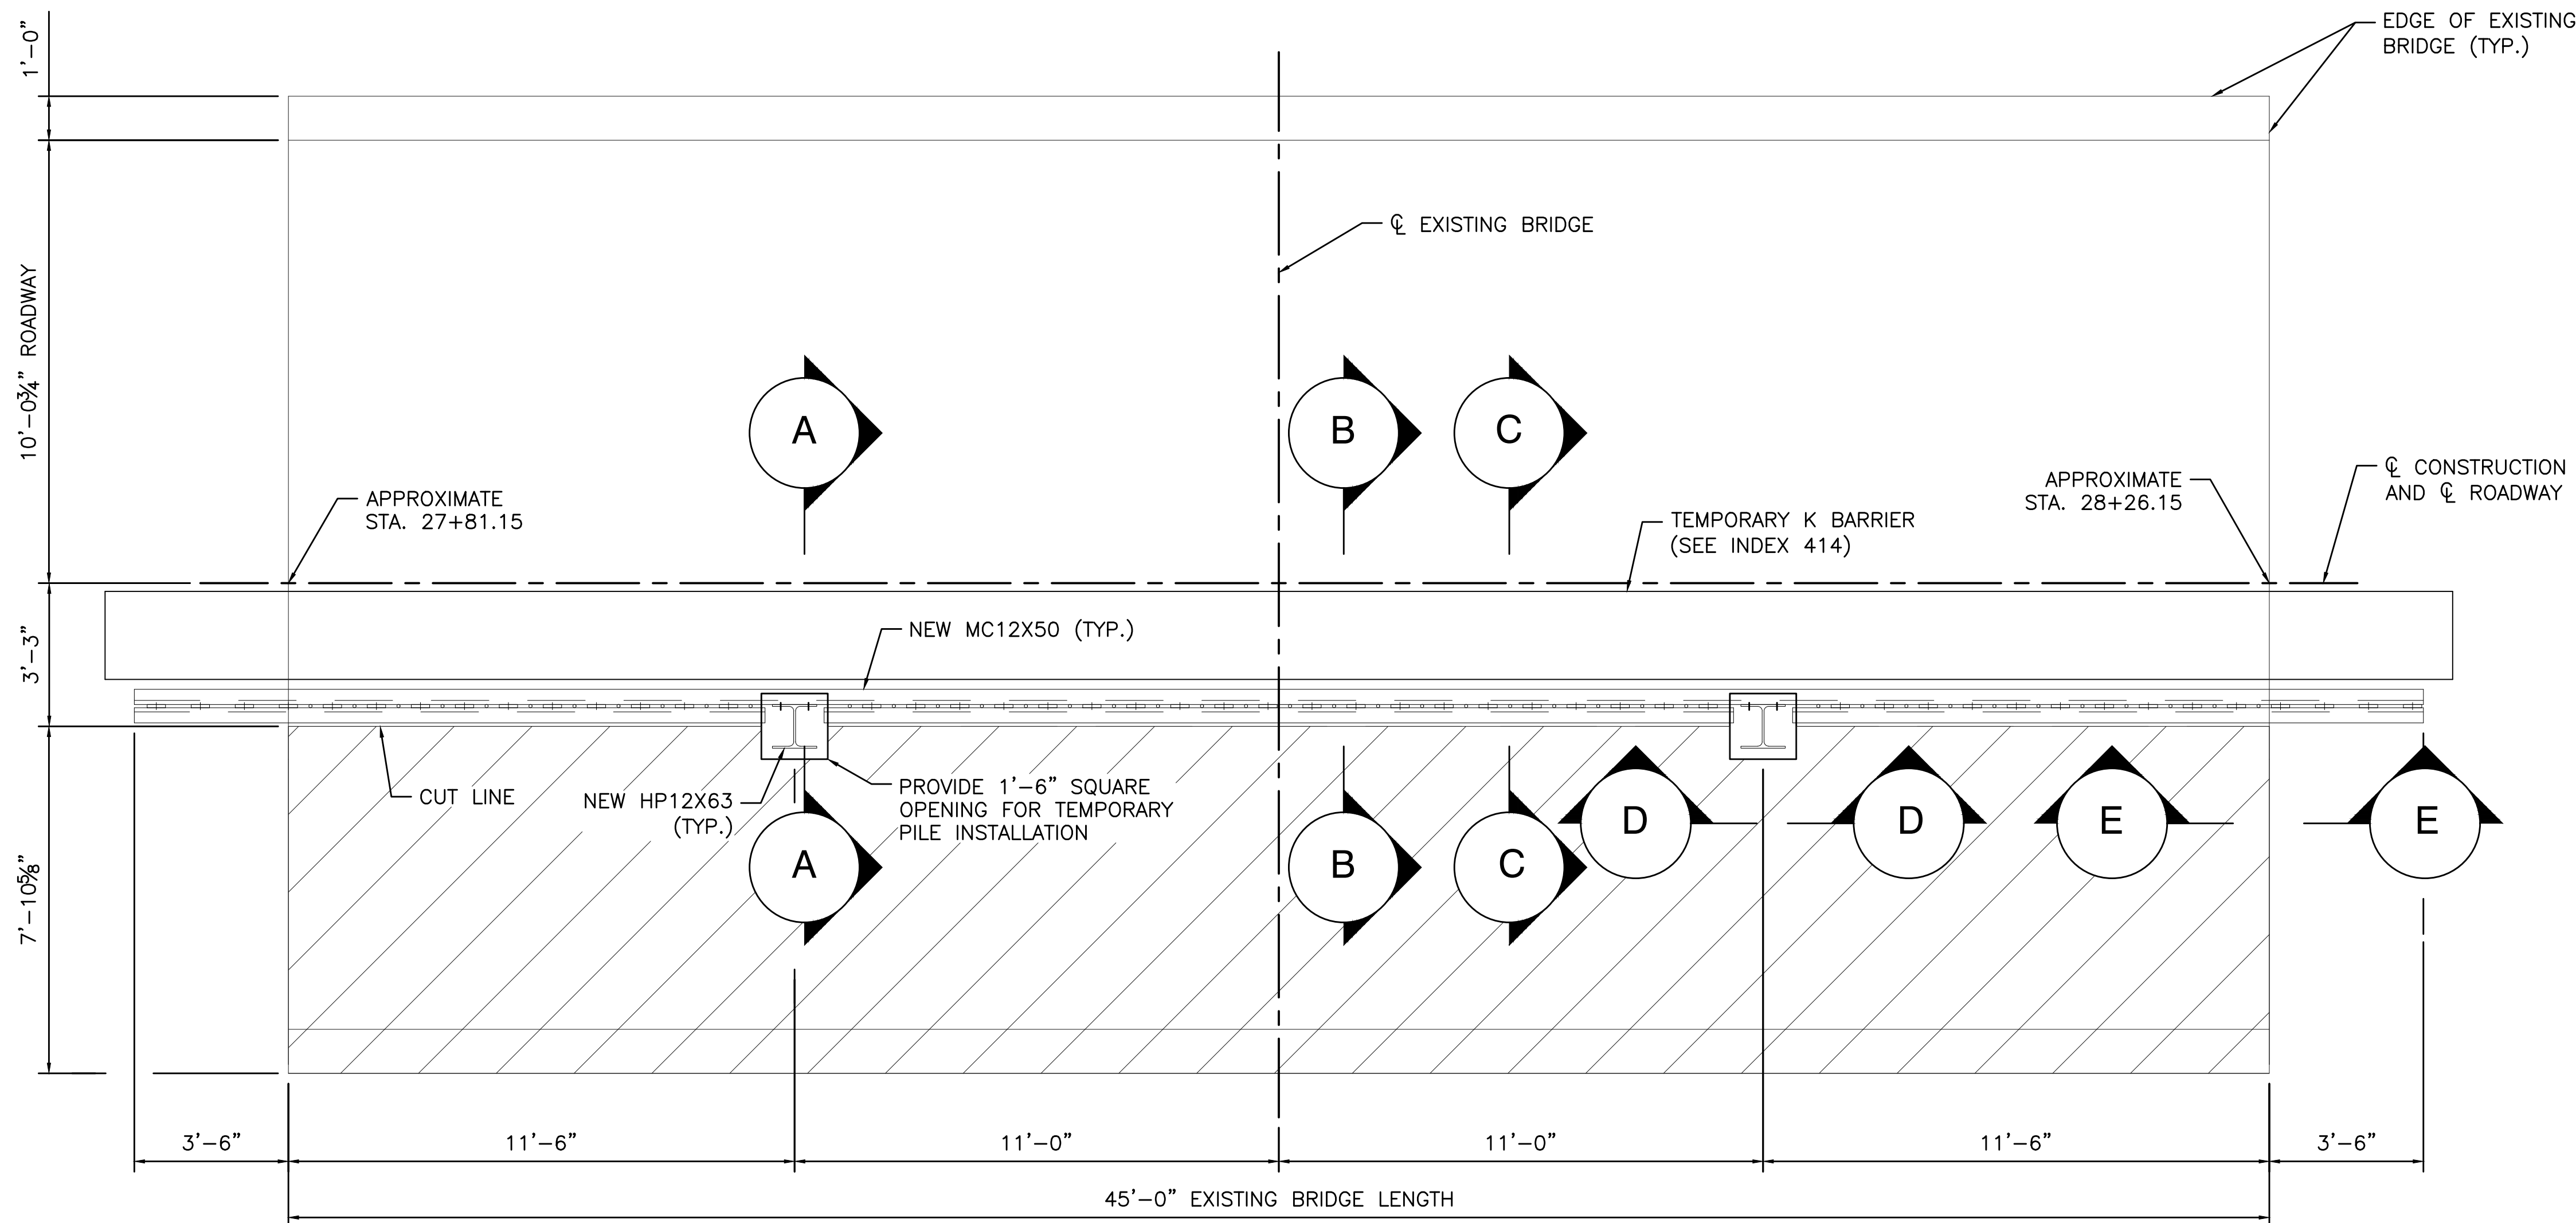 EDGE OF EXISTING
BRIDGE (TYP.)
1'-0"
℄ EXISTING BRIDGE
10'-0¾" ROADWAY
A
B
C
APPROXIMATE
STA. 27+81.15
APPROXIMATE
STA. 28+26.15
℄ CONSTRUCTION
AND ℄ ROADWAY
TEMPORARY K BARRIER
(SEE INDEX 414)
3'-3"
NEW MC12X50 (TYP.)
CUT LINE
NEW HP12X63
(TYP.)
PROVIDE 1'-6" SQUARE
OPENING FOR TEMPORARY
PILE INSTALLATION
D
D
E
E
A
B
C
7'-10⅝"
3'-6"
11'-6"
11'-0"
11'-0"
11'-6"
3'-6"
45'-0" EXISTING BRIDGE LENGTH